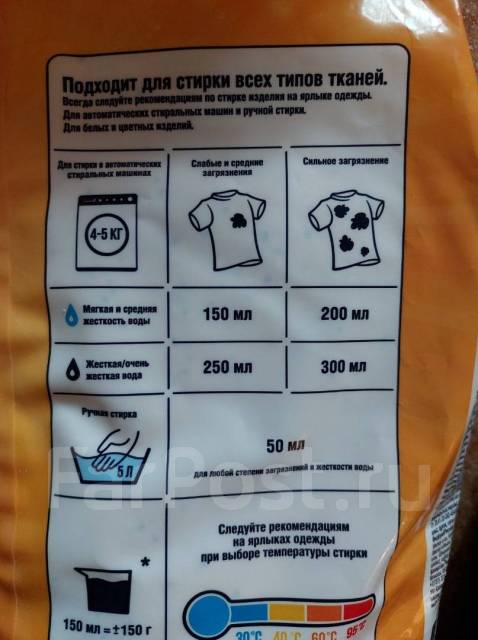 Подходит для стирки всех типов тканей.
Всегда следуйте рекомендациям по стирке изделия на ярлыке одежды.
Для автоматических стиральных машин и ручной стирки.
Для белых и цветных изделий.
Для стирки в автоматических
стиральных машинах
Слабые и средние
загрязнения
Сильное загрязнение
4-5 КГ
Мягкая и средняя
жесткость воды
150 мл
200 мл
Жесткая/очень
жесткая вода
250 мл
300 мл
Ручная стирка
5 Л
50 мл
для любой степени загрязнений и жесткости воды
FarPost.ru
Следуйте рекомендациям
на ярлыках одежды
при выборе температуры стирки
*
150 мл = ±150 г
30°C 40°C 60°C 95°C